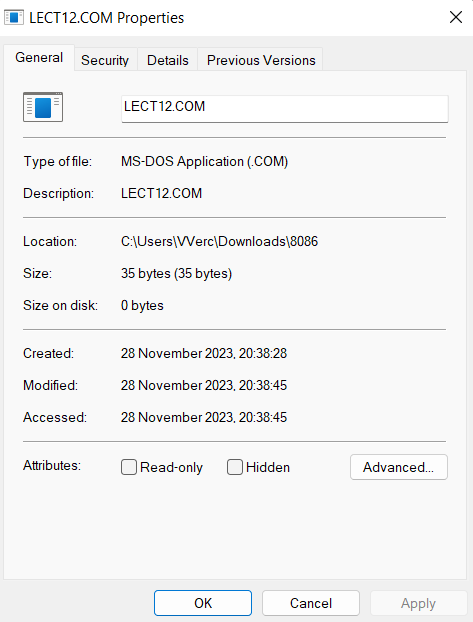 LECT12.COM Properties
General Security Details Previous Versions
LECT12.COM
Type of file: MS-DOS Application (.COM)
Description: LECT12.COM
Location: C:\Users\VVerc\Downloads\8086
Size: 35 bytes (35 bytes)
Size on disk: 0 bytes
Created: 28 November 2023, 20:38:28
Modified: 28 November 2023, 20:38:45
Accessed: 28 November 2023, 20:38:45
Attributes: Read-only Hidden Advanced...
OK Cancel Apply